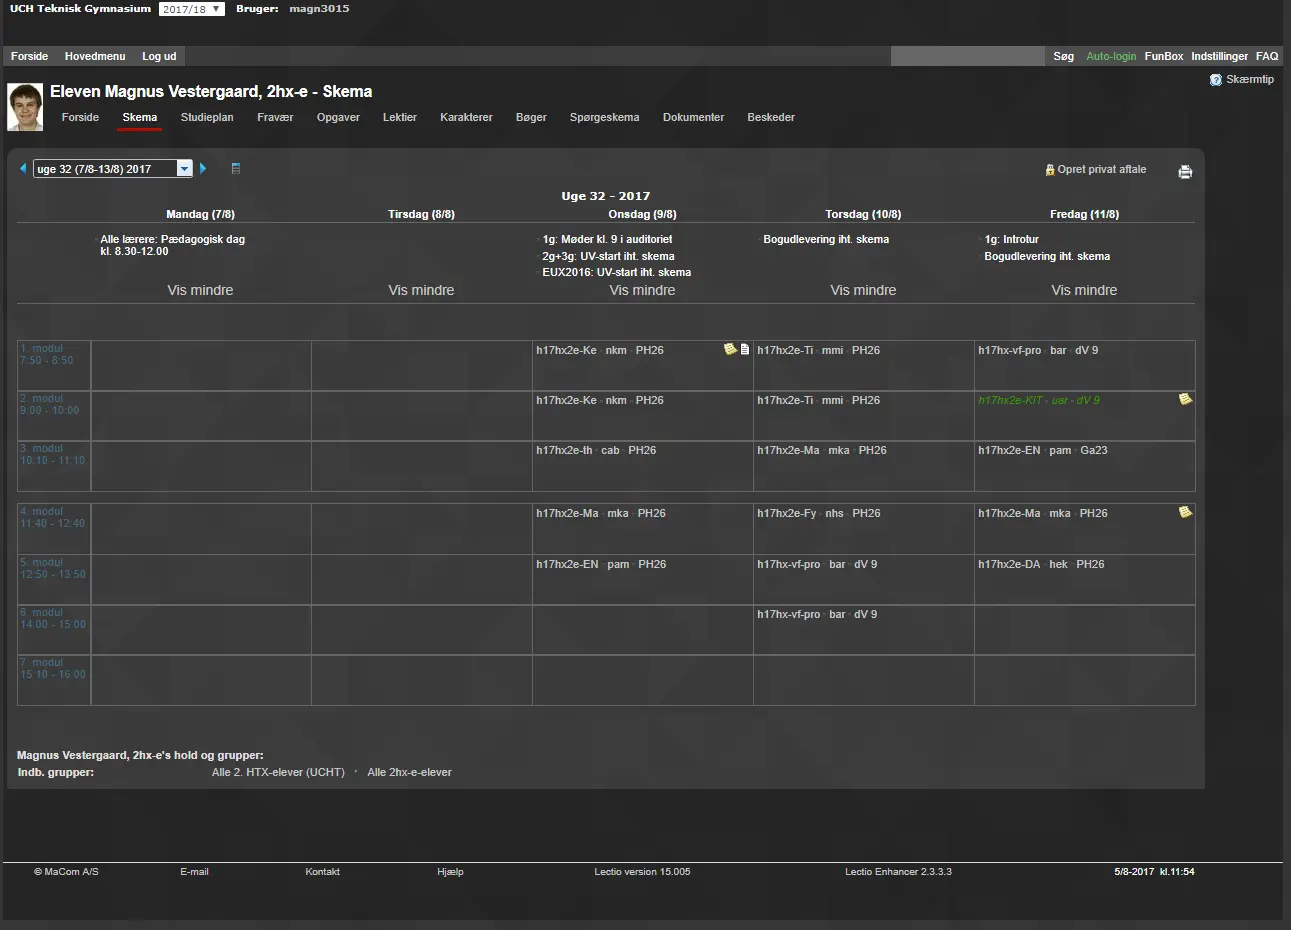 UCH Teknisk Gymnasium 2017/18 Bruger: magn3015
Forside Hovedmenu Log ud Søg Auto-login FunBox Indstillinger FAQ
Skærmtip
Eleven Magnus Vestergaard, 2hx-e - Skema
Forside Skema Studieplan Fravær Opgaver Lektier Karakterer Bøger Spørgeskema Dokumenter Beskeder
uge 32 (7/8-13/8) 2017 Opret privat aftale
Uge 32 - 2017
Mandag (7/8) Tirsdag (8/8) Onsdag (9/8) Torsdag (10/8) Fredag (11/8)
Alle lærere: Pædagogisk dag 1g: Møder kl. 9 i auditoriet Bogudlevering iht. skema 1g: Introtur
kl. 8.30-12.00 2g+3g: UV-start iht. skema Bogudlevering iht. skema
EUX2016: UV-start iht. skema
Vis mindre Vis mindre Vis mindre Vis mindre Vis mindre
1. modul h17hx2e-Ke · nkm · PH26 h17hx2e-Ti · mmi · PH26 h17hx-vf-pro · bar · dV 9
7:50 - 8:50
2. modul h17hx2e-Ke · nkm · PH26 h17hx2e-Ti · mmi · PH26 h17hx2e-KIT · uar · dV 9
9:00 - 10:00
3. modul h17hx2e-th · cab · PH26 h17hx2e-Ma · mka · PH26 h17hx2e-EN · pam · Ga23
10:10 - 11:10
4. modul h17hx2e-Ma · mka · PH26 h17hx2e-Fy · nhs · PH26 h17hx2e-Ma · mka · PH26
11:40 - 12:40
5. modul h17hx2e-EN · pam · PH26 h17hx-vf-pro · bar · dV 9 h17hx2e-DA · hek · PH26
12:50 - 13:50
6. modul h17hx-vf-pro · bar · dV 9
14:00 - 15:00
7. modul
15:10 - 16:00
Magnus Vestergaard, 2hx-e's hold og grupper:
Indb. grupper: Alle 2. HTX-elever (UCHT) · Alle 2hx-e-elever
© MaCom A/S E-mail Kontakt Hjælp Lectio version 15.005 Lectio Enhancer 2.3.3.3 5/8-2017 kl.11:54